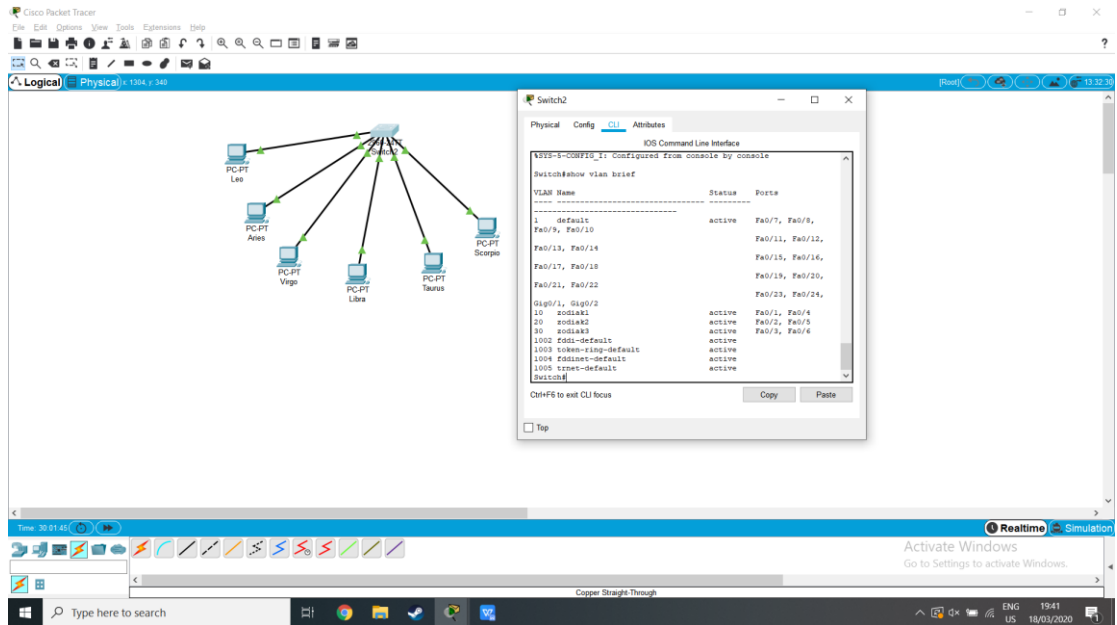 Cisco Packet Tracer
File Edit Options View Tools Extensions Help
?
Logical Physical x: 1304, y: 340
[Root] 13:32:30
2960-24TT
Switch2
PC-PT
Leo
PC-PT
Aries
PC-PT
Virgo
PC-PT
Libra
PC-PT
Taurus
PC-PT
Scorpio
Switch2
Physical Config CLI Attributes
IOS Command Line Interface
%SYS-5-CONFIG_I: Configured from console by console
Switch#show vlan brief
VLAN Name Status Ports
---- -------------------------------- ---------
-------------------------------
1 default active Fa0/7, Fa0/8,
Fa0/9, Fa0/10
Fa0/11, Fa0/12,
Fa0/13, Fa0/14
Fa0/15, Fa0/16,
Fa0/17, Fa0/18
Fa0/19, Fa0/20,
Fa0/21, Fa0/22
Fa0/23, Fa0/24,
Gig0/1, Gig0/2
10 zodiak1 active Fa0/1, Fa0/4
20 zodiak2 active Fa0/2, Fa0/5
30 zodiak3 active Fa0/3, Fa0/6
1002 fddi-default active
1003 token-ring-default active
1004 fddinet-default active
1005 trnet-default active
Switch#
Ctrl+F6 to exit CLI focus
Copy Paste
Top
Time: 30:01:45
Realtime Simulation
Activate Windows
Go to Settings to activate Windows.
Copper Straight-Through
Type here to search
ENG 19:41
US 18/03/2020